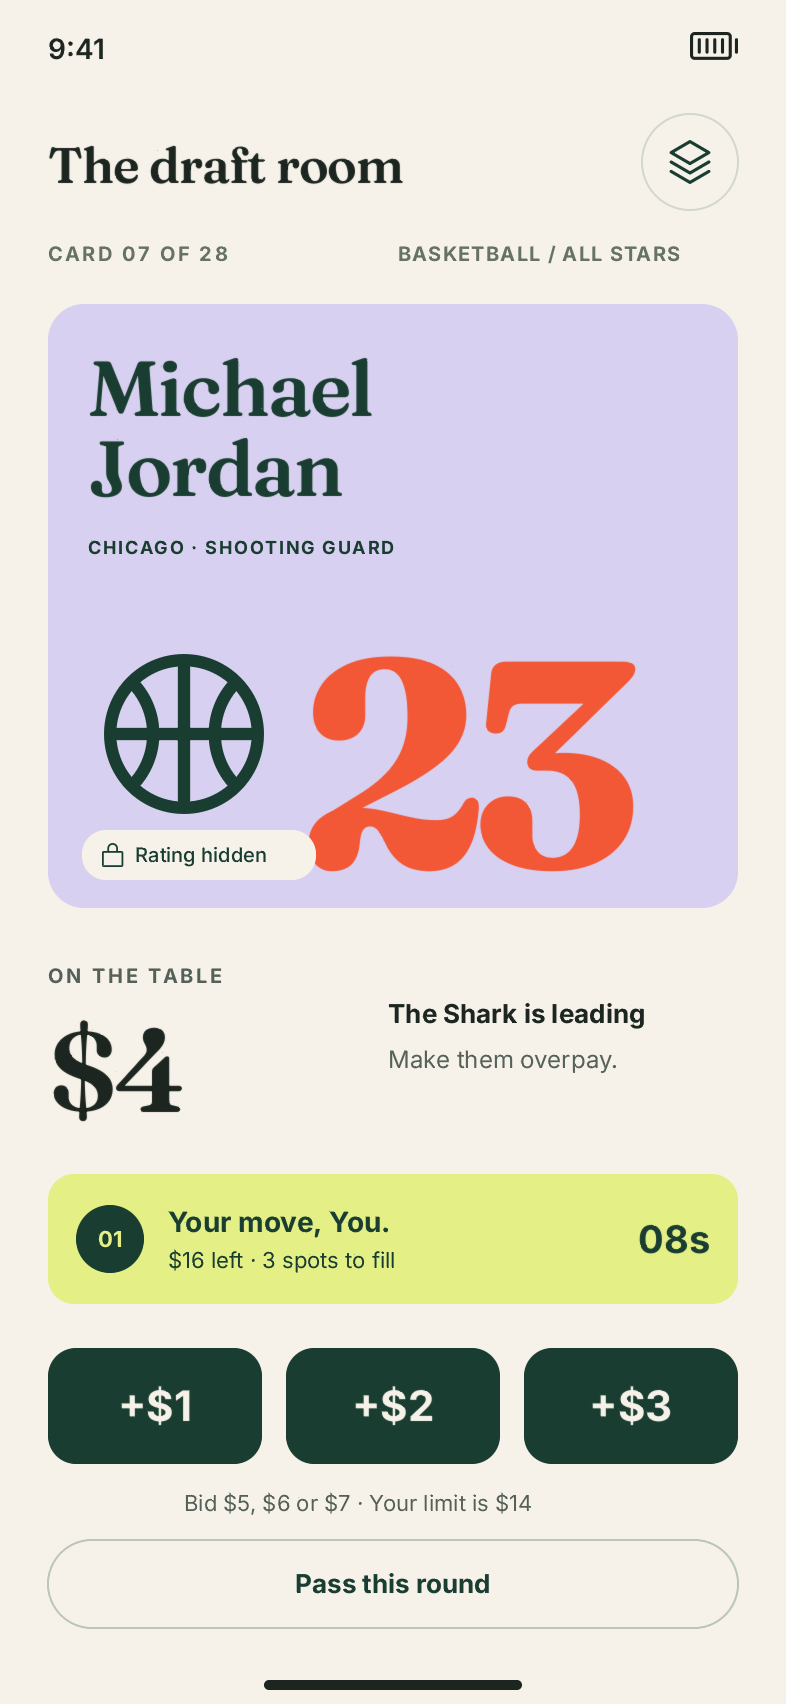 9:41
The draft room
CARD 07 OF 28
BASKETBALL / ALL STARS
Michael
Jordan
CHICAGO · SHOOTING GUARD
23
Rating hidden
ON THE TABLE
$4
The Shark is leading
Make them overpay.
01
Your move, You.
$16 left · 3 spots to fill
08s
+$1
+$2
+$3
Bid $5, $6 or $7 · Your limit is $14
Pass this round